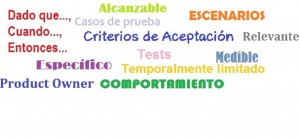 Alcanzable
Dado que...,
Casos de prueba
ESCENARIOS
Cuando...,
Criterios de Aceptación
Relevante
Entonces...
Tests
Medible
Específico
Temporalmente limitado
Product Owner
COMPORTAMIENTO